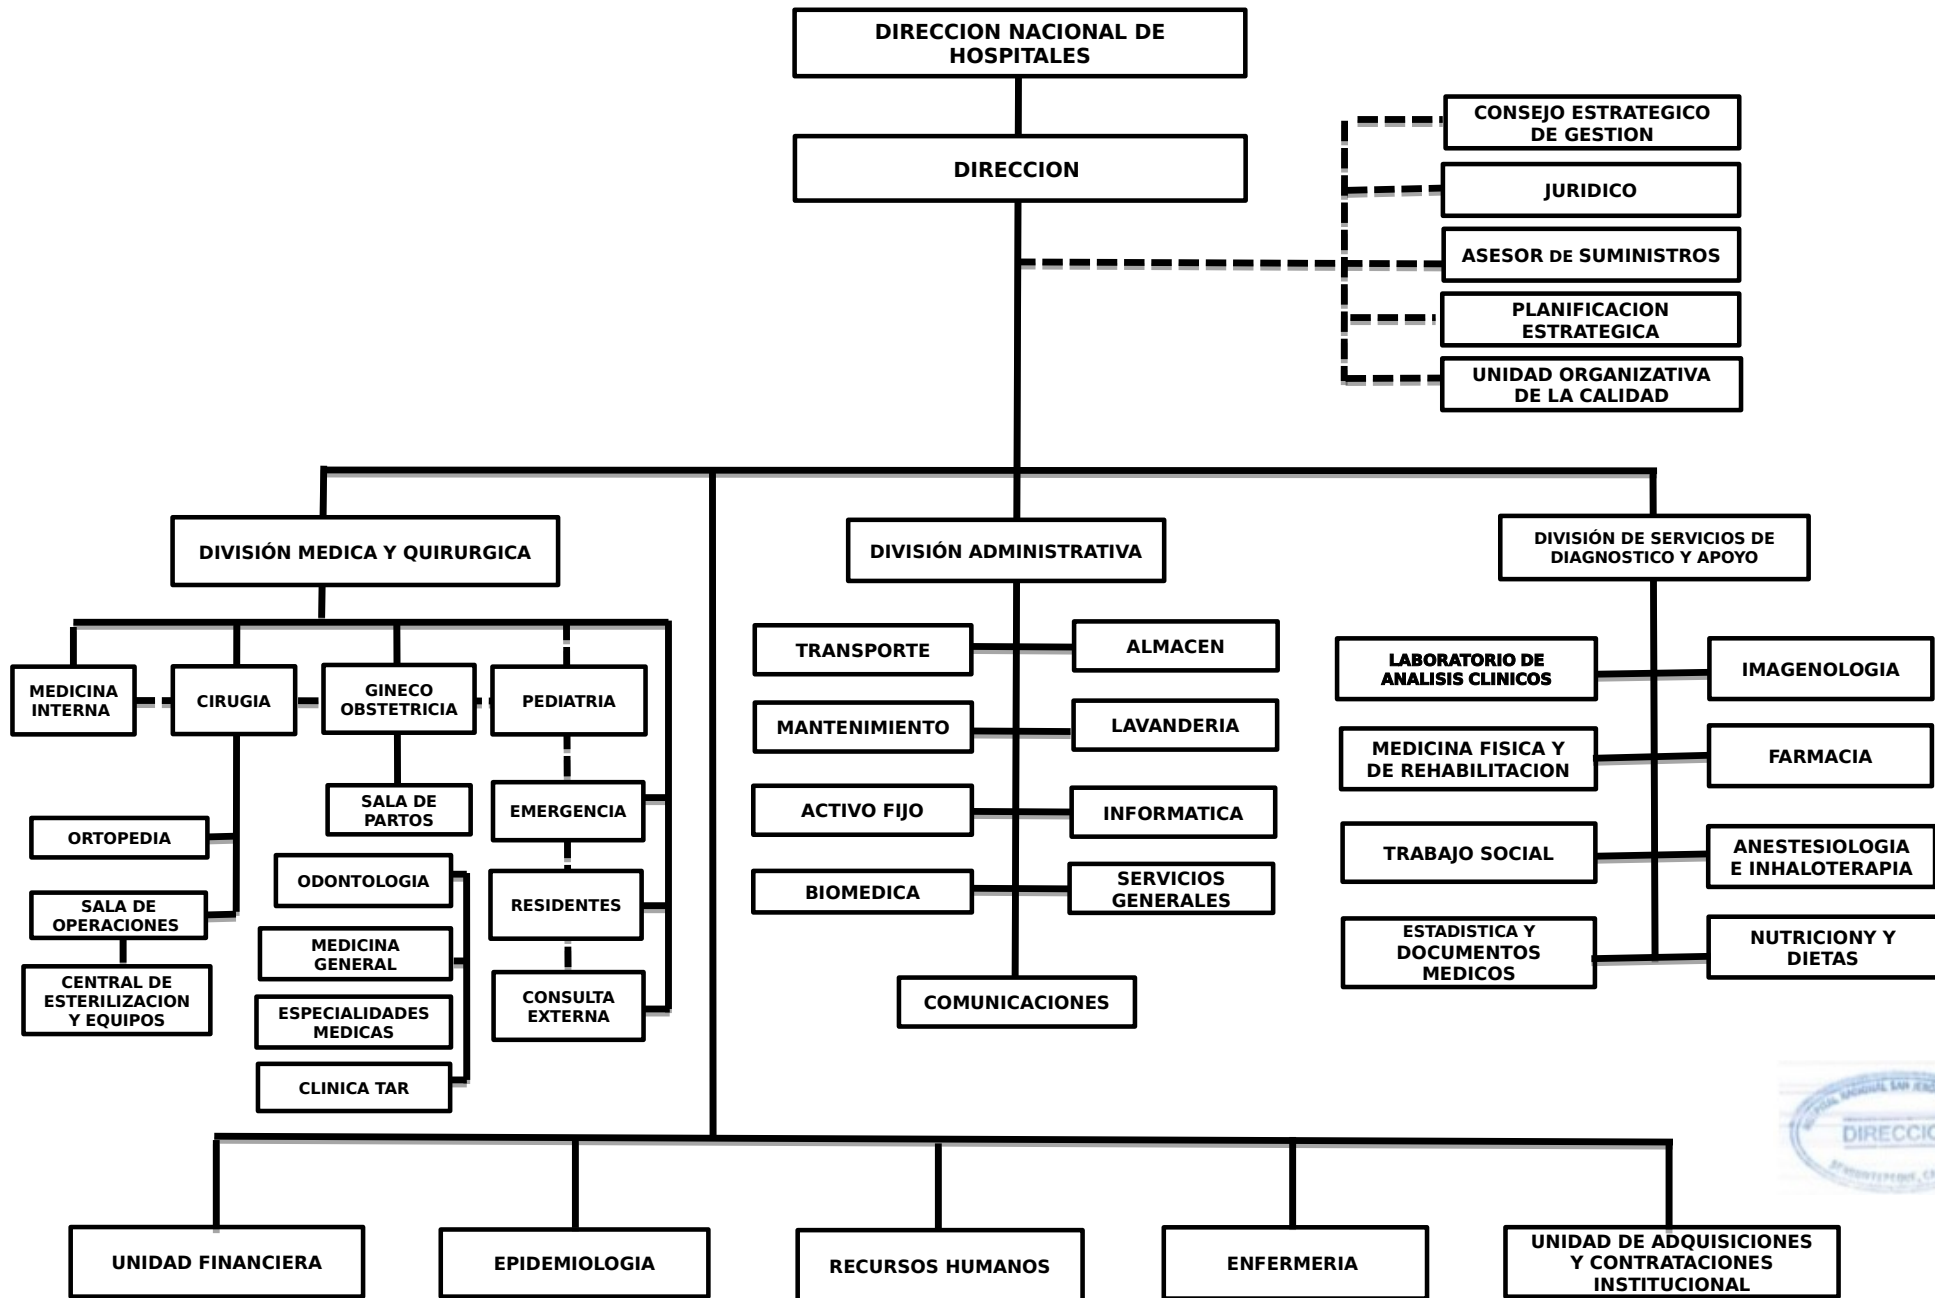 DIRECCION NACIONAL DE
HOSPITALES
DIRECCION
CONSEJO ESTRATEGICO
DE GESTION
JURIDICO
ASESOR DE SUMINISTROS
PLANIFICACION
ESTRATEGICA
UNIDAD ORGANIZATIVA
DE LA CALIDAD
DIVISIÓN MEDICA Y QUIRURGICA
DIVISIÓN ADMINISTRATIVA
DIVISIÓN DE SERVICIOS DE
DIAGNOSTICO Y APOYO
MEDICINA
INTERNA
CIRUGIA
GINECO
OBSTETRICIA
PEDIATRIA
SALA DE
PARTOS
EMERGENCIA
ORTOPEDIA
ODONTOLOGIA
RESIDENTES
SALA DE
OPERACIONES
MEDICINA
GENERAL
CENTRAL DE
ESTERILIZACION
Y EQUIPOS
ESPECIALIDADES
MEDICAS
CONSULTA
EXTERNA
CLINICA TAR
TRANSPORTE
ALMACEN
MANTENIMIENTO
LAVANDERIA
ACTIVO FIJO
INFORMATICA
BIOMEDICA
SERVICIOS
GENERALES
COMUNICACIONES
LABORATORIO DE
ANALISIS CLINICOS
IMAGENOLOGIA
MEDICINA FISICA Y
DE REHABILITACION
FARMACIA
TRABAJO SOCIAL
ANESTESIOLOGIA
E INHALOTERAPIA
ESTADISTICA Y
DOCUMENTOS
MEDICOS
NUTRICIONY Y
DIETAS
NACIONAL SAN
DIRECCIO
UNIDAD FINANCIERA
EPIDEMIOLOGIA
RECURSOS HUMANOS
ENFERMERIA
UNIDAD DE ADQUISICIONES
Y CONTRATACIONES
INSTITUCIONAL